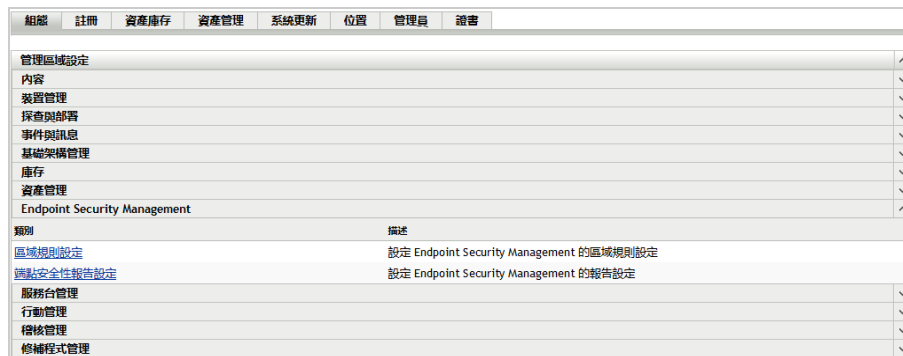 組態 註冊 資產庫存 資產管理 系統更新 位置 管理員 證書
管理區域設定
內容
裝置管理
探查與部署
事件與訊息
基礎架構管理
庫存
資產管理
Endpoint Security Management
類別 描述
區域規則設定 設定 Endpoint Security Management 的區域規則設定
端點安全性報告設定 設定 Endpoint Security Management 的報告設定
服務台管理
行動管理
稽核管理
修補程式管理